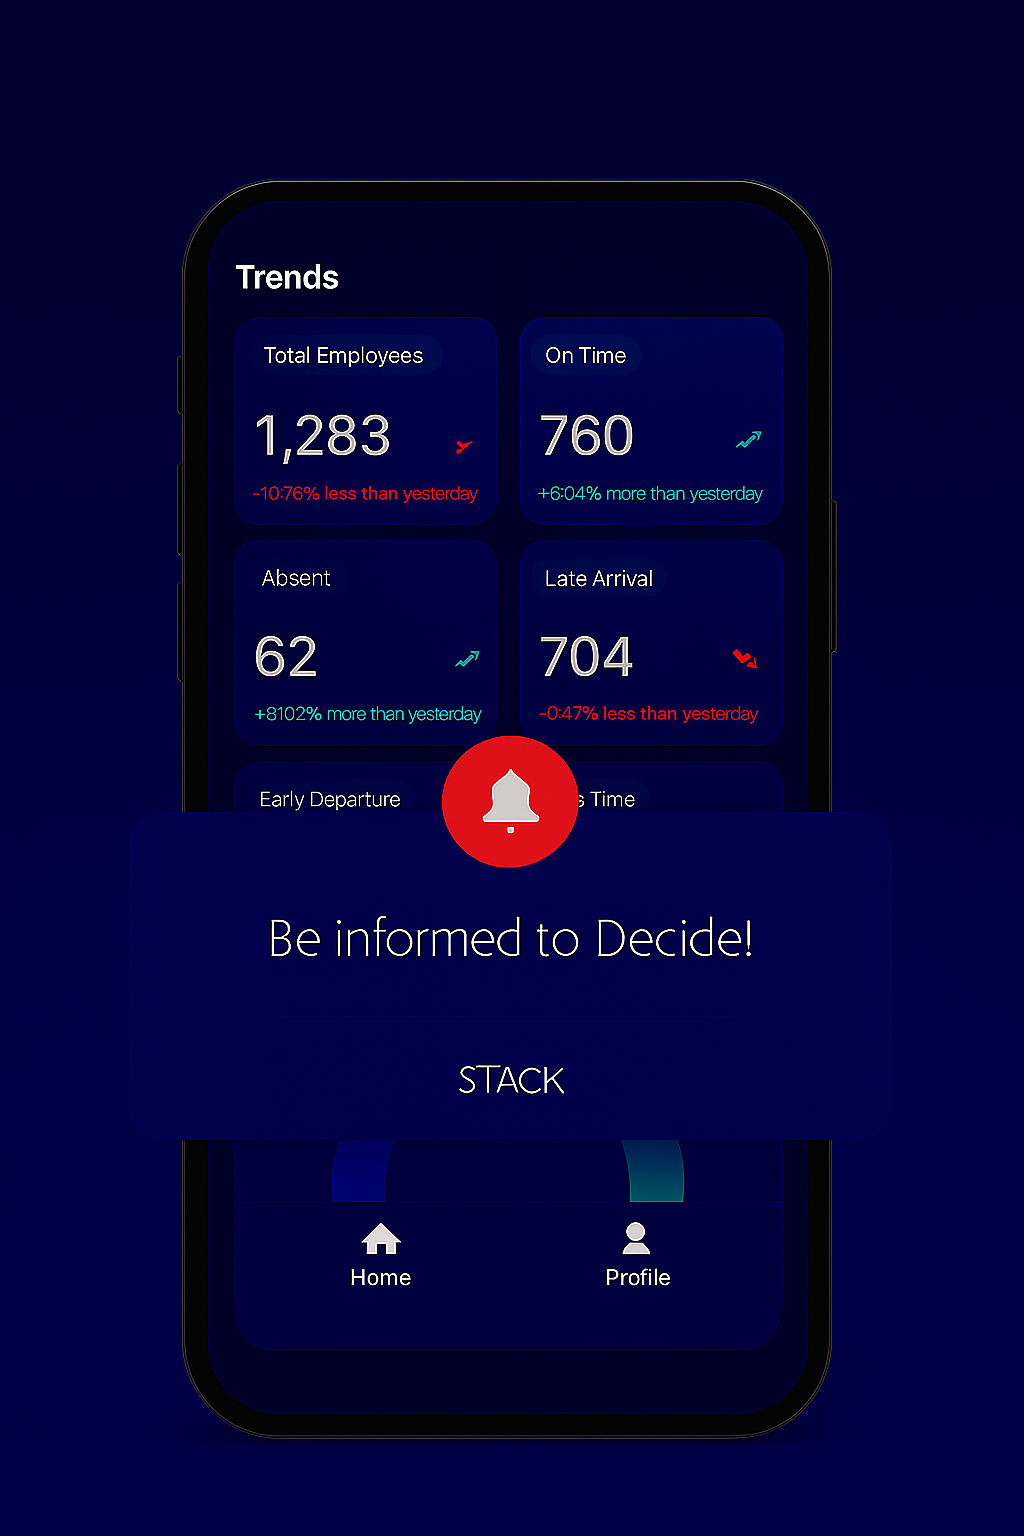 Trends
Total Employees
On Time
1,283
760
-10:76% less than yesterday
+6:04% more than yesterday
Absent
Late Arrival
62
704
+8102% more than yesterday
-0:47% less than yesterday
Early Departure
s Time
Be informed to Decide!
STACK
Home
Profile